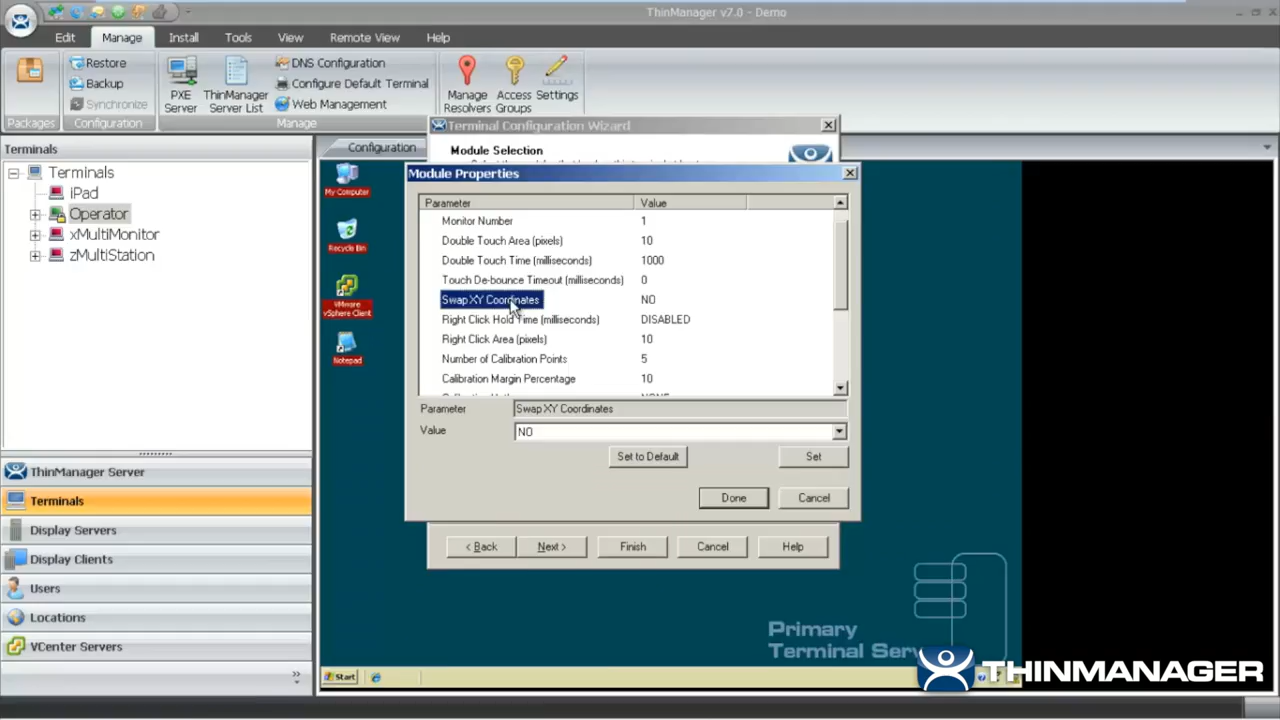 ThinManager v7.0 - Demo
Edit Manage Install Tools View Remote View Help
Restore
Backup
Synchronize
Packages
Configuration
PXE Server
ThinManager Server List
DNS Configuration
Configure Default Terminal
Web Management
Manage
Manage Resolvers
Access Groups
Settings
Terminals
Terminals
iPad
Operator
xMultiMonitor
zMultiStation
ThinManager Server
Terminals
Display Servers
Display Clients
Users
Locations
VCenter Servers
Configuration
My Computer
Recycle Bin
VMware vSphere Client
Notepad
Terminal Configuration Wizard
Module Selection
Module Properties
Parameter Value
Monitor Number 1
Double Touch Area (pixels) 10
Double Touch Time (milliseconds) 1000
Touch De-bounce Timeout (milliseconds) 0
Swap XY Coordinates NO
Right Click Hold Time (milliseconds) DISABLED
Right Click Area (pixels) 10
Number of Calibration Points 5
Calibration Margin Percentage 10
Parameter Swap XY Coordinates
Value NO
Set to Default Set
Done Cancel
< Back Next > Finish Cancel Help
Primary
Terminal Serv
Start
THINMANAGER